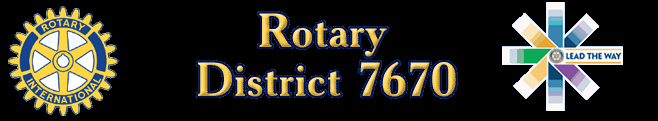 ROTARY
INTERNATIONAL
Rotary
District 7670
LEAD THE WAY